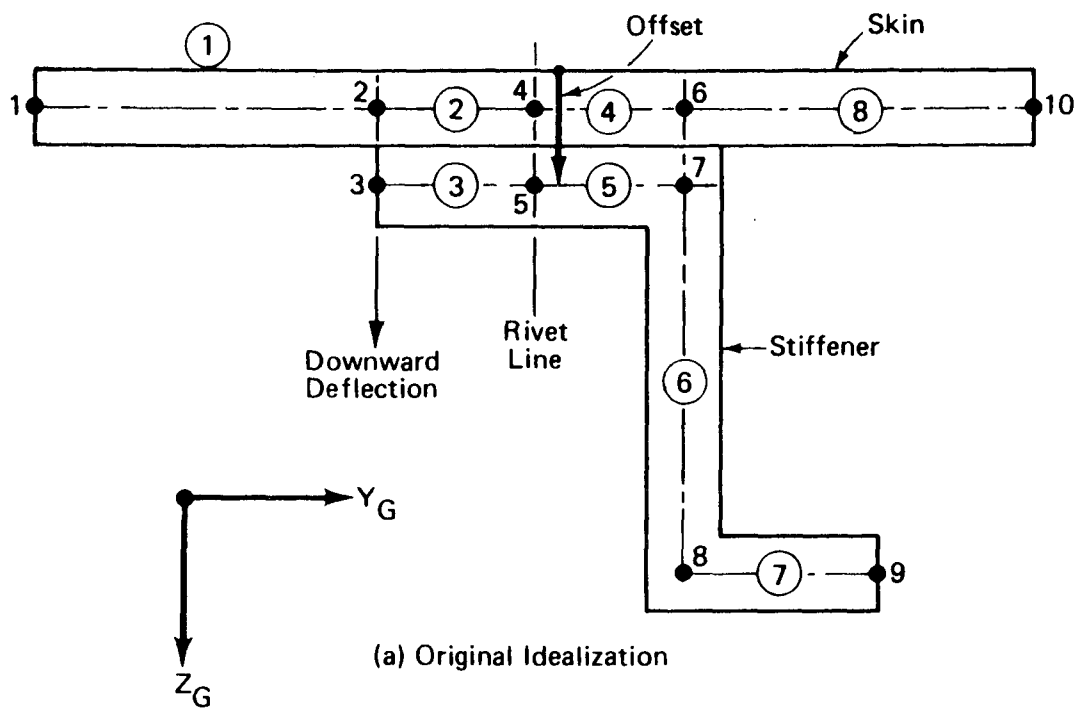 Offset
Skin
1
1
2
2
4
4
6
8
10
3
3
5
5
7
Rivet
Line
Downward
Deflection
Stiffener
6
Y_G
8
7
9
Z_G
(a) Original Idealization